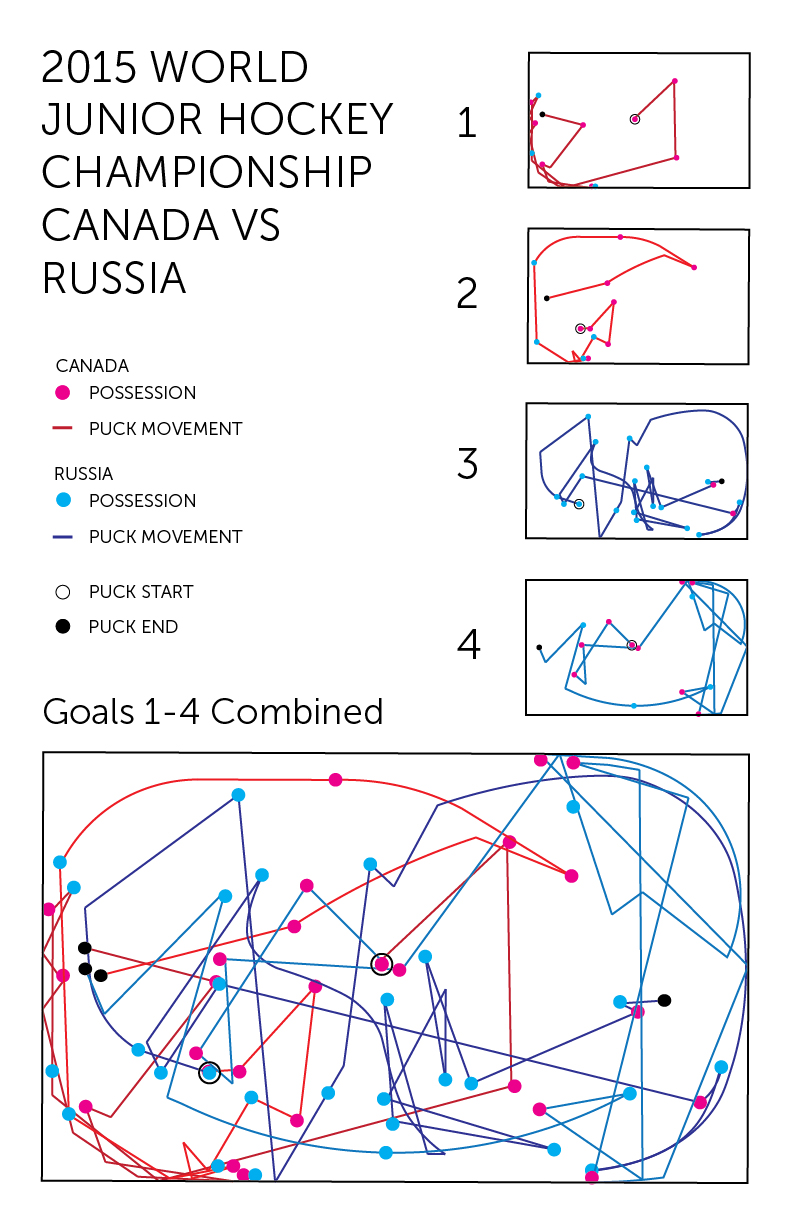 2015 WORLD
JUNIOR HOCKEY
CHAMPIONSHIP
CANADA VS
RUSSIA
CANADA
POSSESSION
PUCK MOVEMENT
RUSSIA
POSSESSION
PUCK MOVEMENT
PUCK START
PUCK END
1
2
3
4
Goals 1-4 Combined